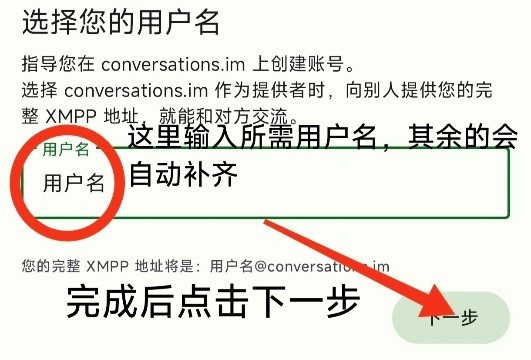 选择您的用户名
指导您在 conversations.im 上创建账号。
选择 conversations.im 作为提供者时，向别人提供您的完
整 XMPP 地址，就能和对方交流。
这里输入所需用户名，其余的会
自动补齐
用户名
用户名
您的完整 XMPP 地址将是：用户名@conversations.im
完成后点击下一步
下一步